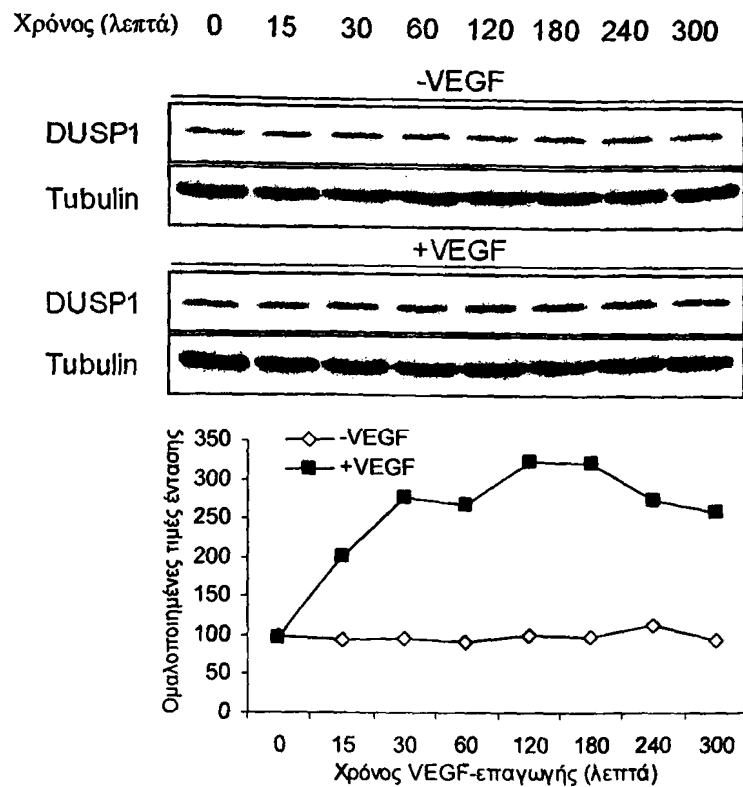 Χρόνος (λεπτά) 0 15 30 60 120 180 240 300
-VEGF
DUSP1
Tubulin
+VEGF
DUSP1
Tubulin
Ομαλοποιημένες τιμές έντασης
350
300
250
200
150
100
50
0
-VEGF
+VEGF
0 15 30 60 120 180 240 300
Χρόνος VEGF-επαγωγής (λεπτά)